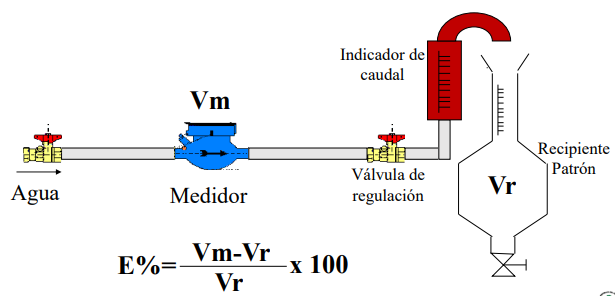 Indicador de
caudal
Vm
Agua
Medidor
Válvula de
regulación
Recipiente
Patrón
Vr
E%= Vm-Vr x 100
Vr